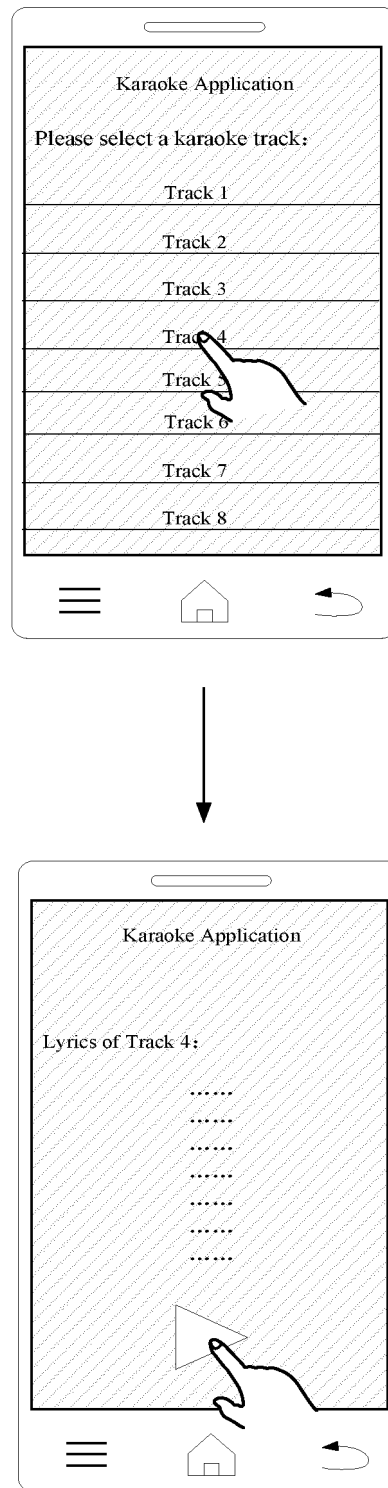 Karaoke Application
Please select a karaoke track:
Track 1
Track 2
Track 3
Track 4
Track 5
Track 6
Track 7
Track 8
Karaoke Application
Lyrics of Track 4:
......
......
......
......
......
......
......